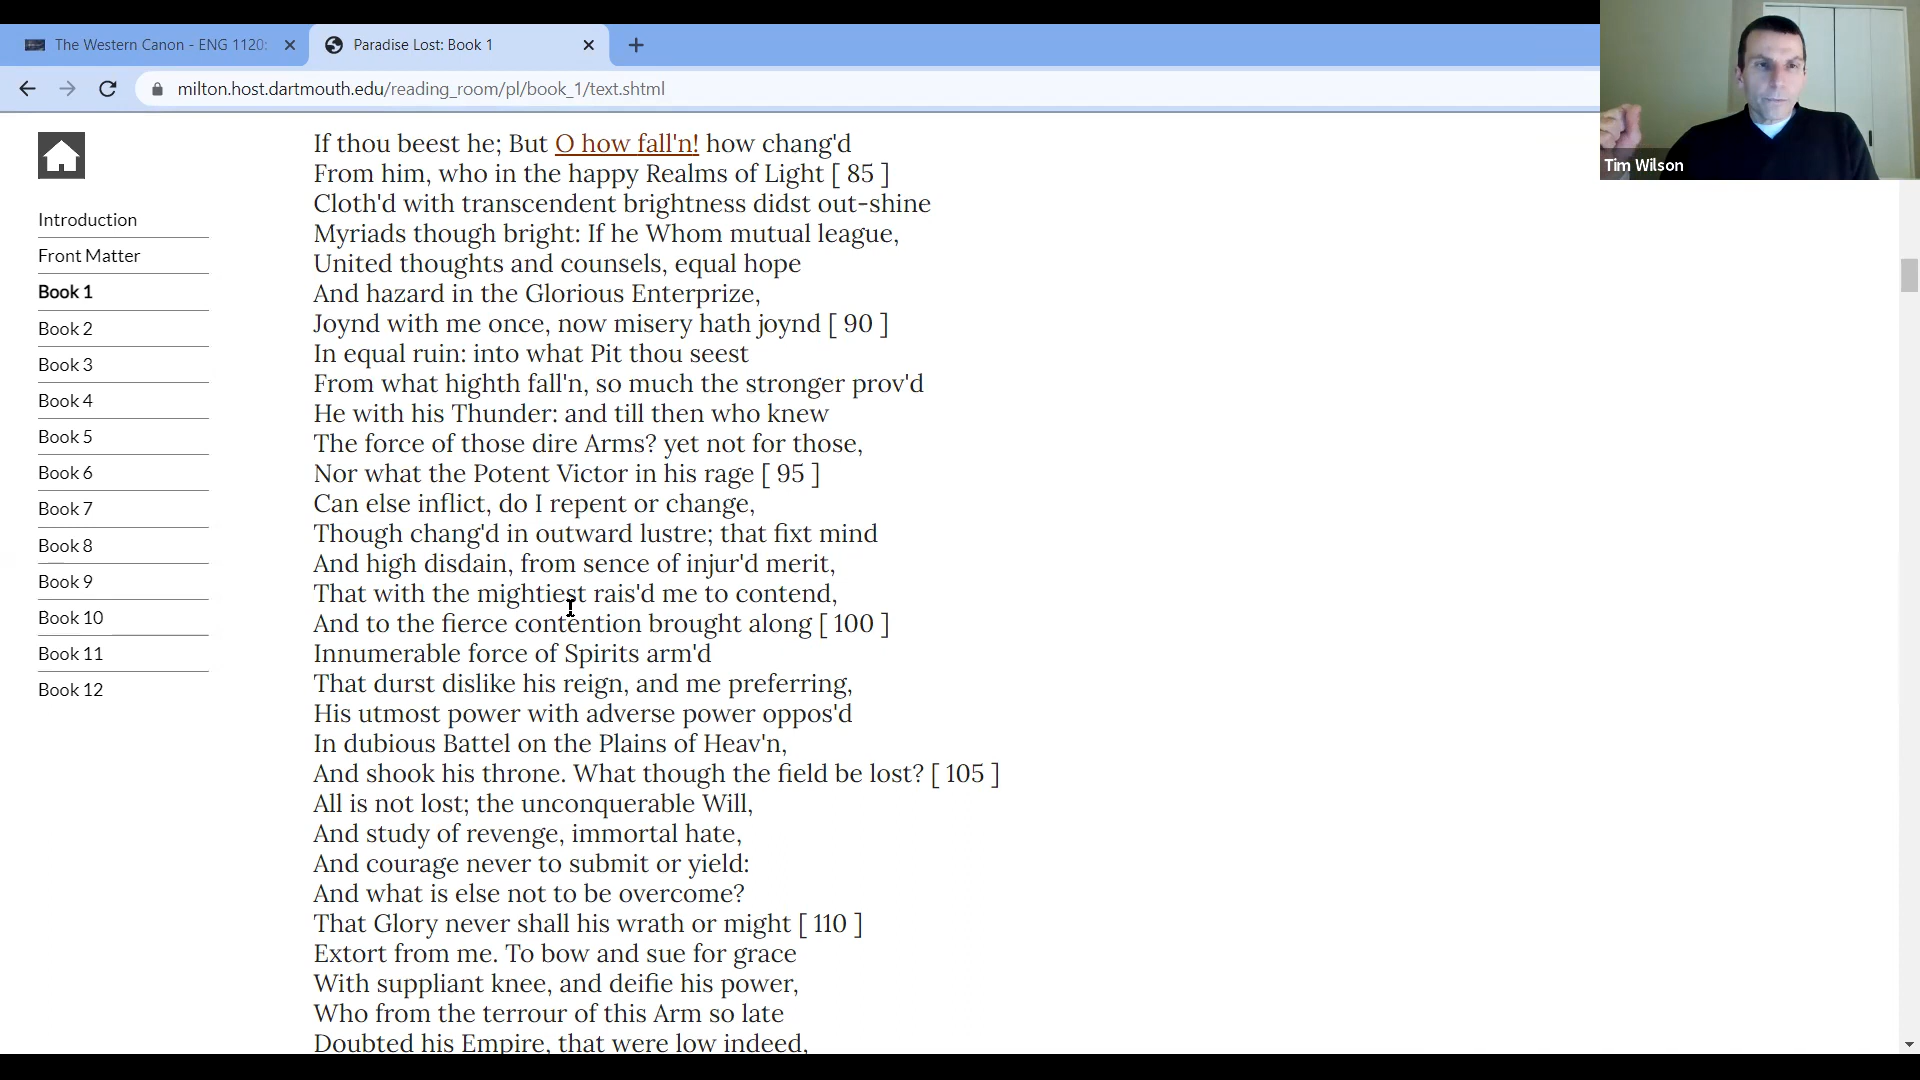 The Western Canon - ENG 1120:
Paradise Lost: Book 1
milton.host.dartmouth.edu/reading_room/pl/book_1/text.shtml
Tim Wilson
Introduction
Front Matter
Book 1
Book 2
Book 3
Book 4
Book 5
Book 6
Book 7
Book 8
Book 9
Book 10
Book 11
Book 12
If thou beest he; But O how fall'n! how chang'd
From him, who in the happy Realms of Light [ 85 ]
Cloth'd with transcendent brightness didst out-shine
Myriads though bright: If he Whom mutual league,
United thoughts and counsels, equal hope
And hazard in the Glorious Enterprize,
Joynd with me once, now misery hath joynd [ 90 ]
In equal ruin: into what Pit thou seest
From what highth fall'n, so much the stronger prov'd
He with his Thunder: and till then who knew
The force of those dire Arms? yet not for those,
Nor what the Potent Victor in his rage [ 95 ]
Can else inflict, do I repent or change,
Though chang'd in outward lustre; that fixt mind
And high disdain, from sence of injur'd merit,
That with the mightiest rais'd me to contend,
And to the fierce contention brought along [ 100 ]
Innumerable force of Spirits arm'd
That durst dislike his reign, and me preferring,
His utmost power with adverse power oppos'd
In dubious Battel on the Plains of Heav'n,
And shook his throne. What though the field be lost? [ 105 ]
All is not lost; the unconquerable Will,
And study of revenge, immortal hate,
And courage never to submit or yield:
And what is else not to be overcome?
That Glory never shall his wrath or might [ 110 ]
Extort from me. To bow and sue for grace
With suppliant knee, and deifie his power,
Who from the terrour of this Arm so late
Doubted his Empire, that were low indeed,